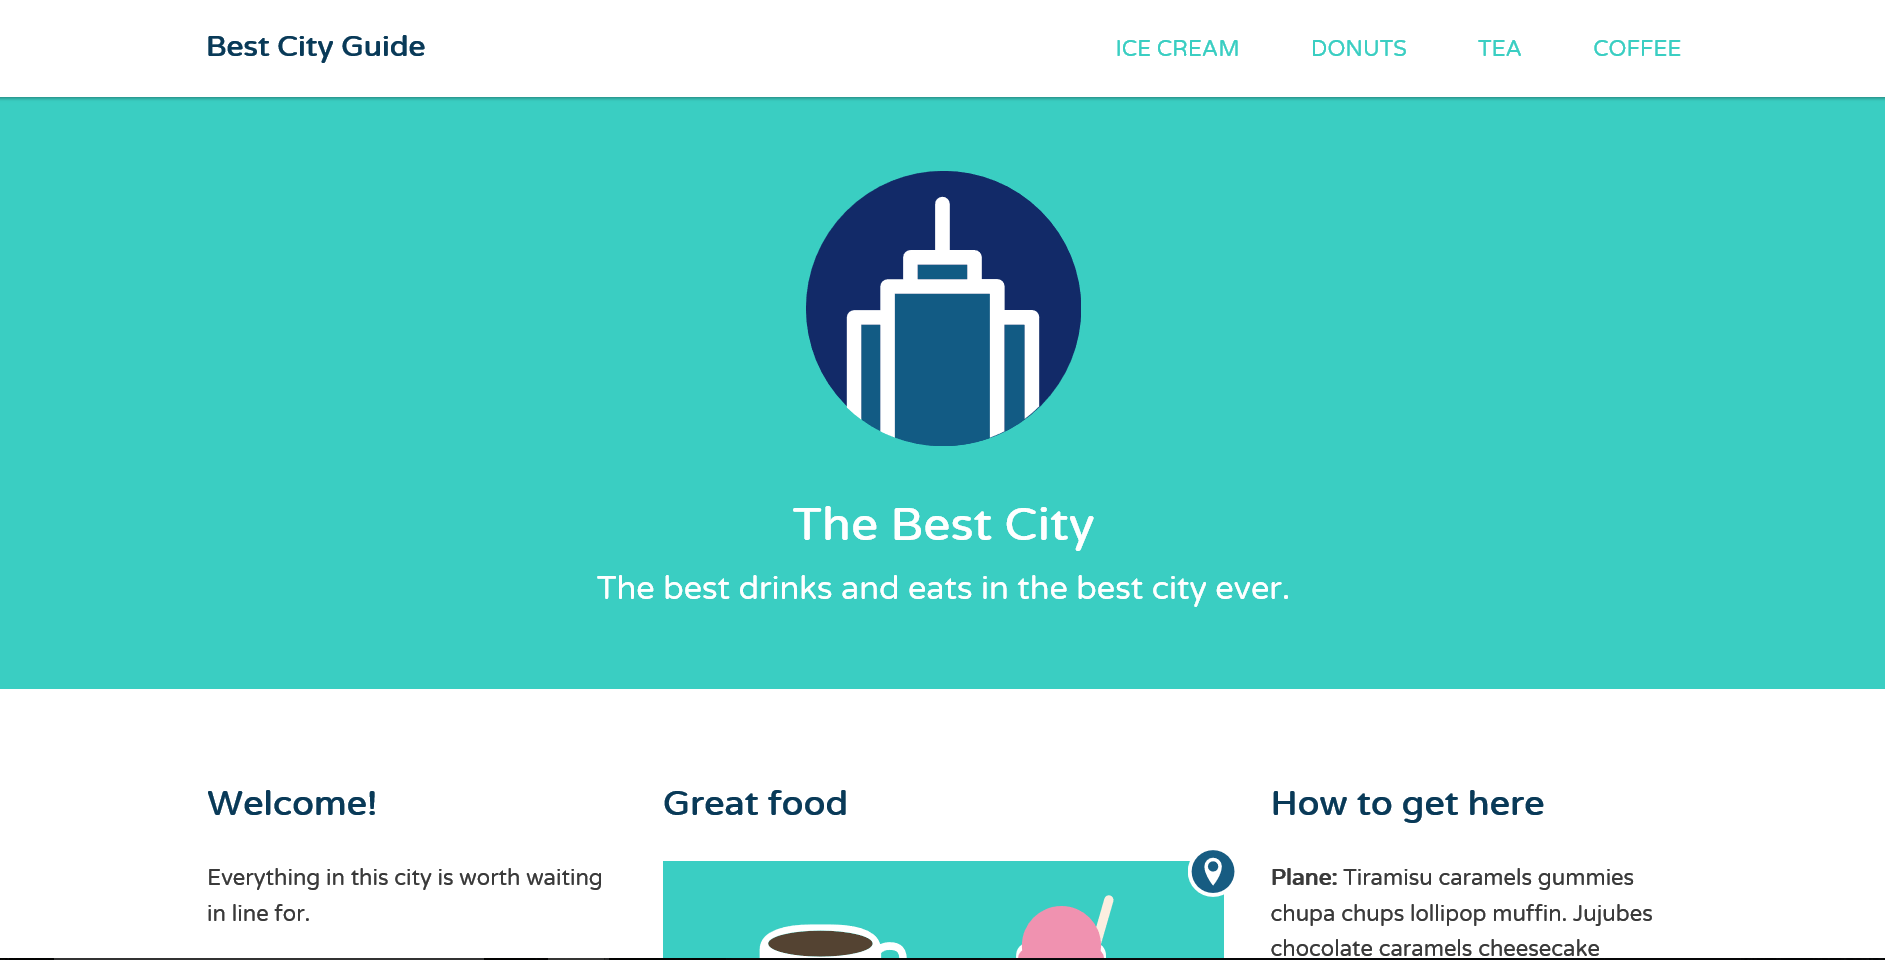 Best City Guide
ICE CREAM
DONUTS
TEA
COFFEE
The Best City
The best drinks and eats in the best city ever.
Welcome!
Everything in this city is worth waiting
in line for.
Great food
How to get here
Plane: Tiramisu caramels gummies
chupa chups lollipop muffin. Jujubes
chocolate caramels cheesecake